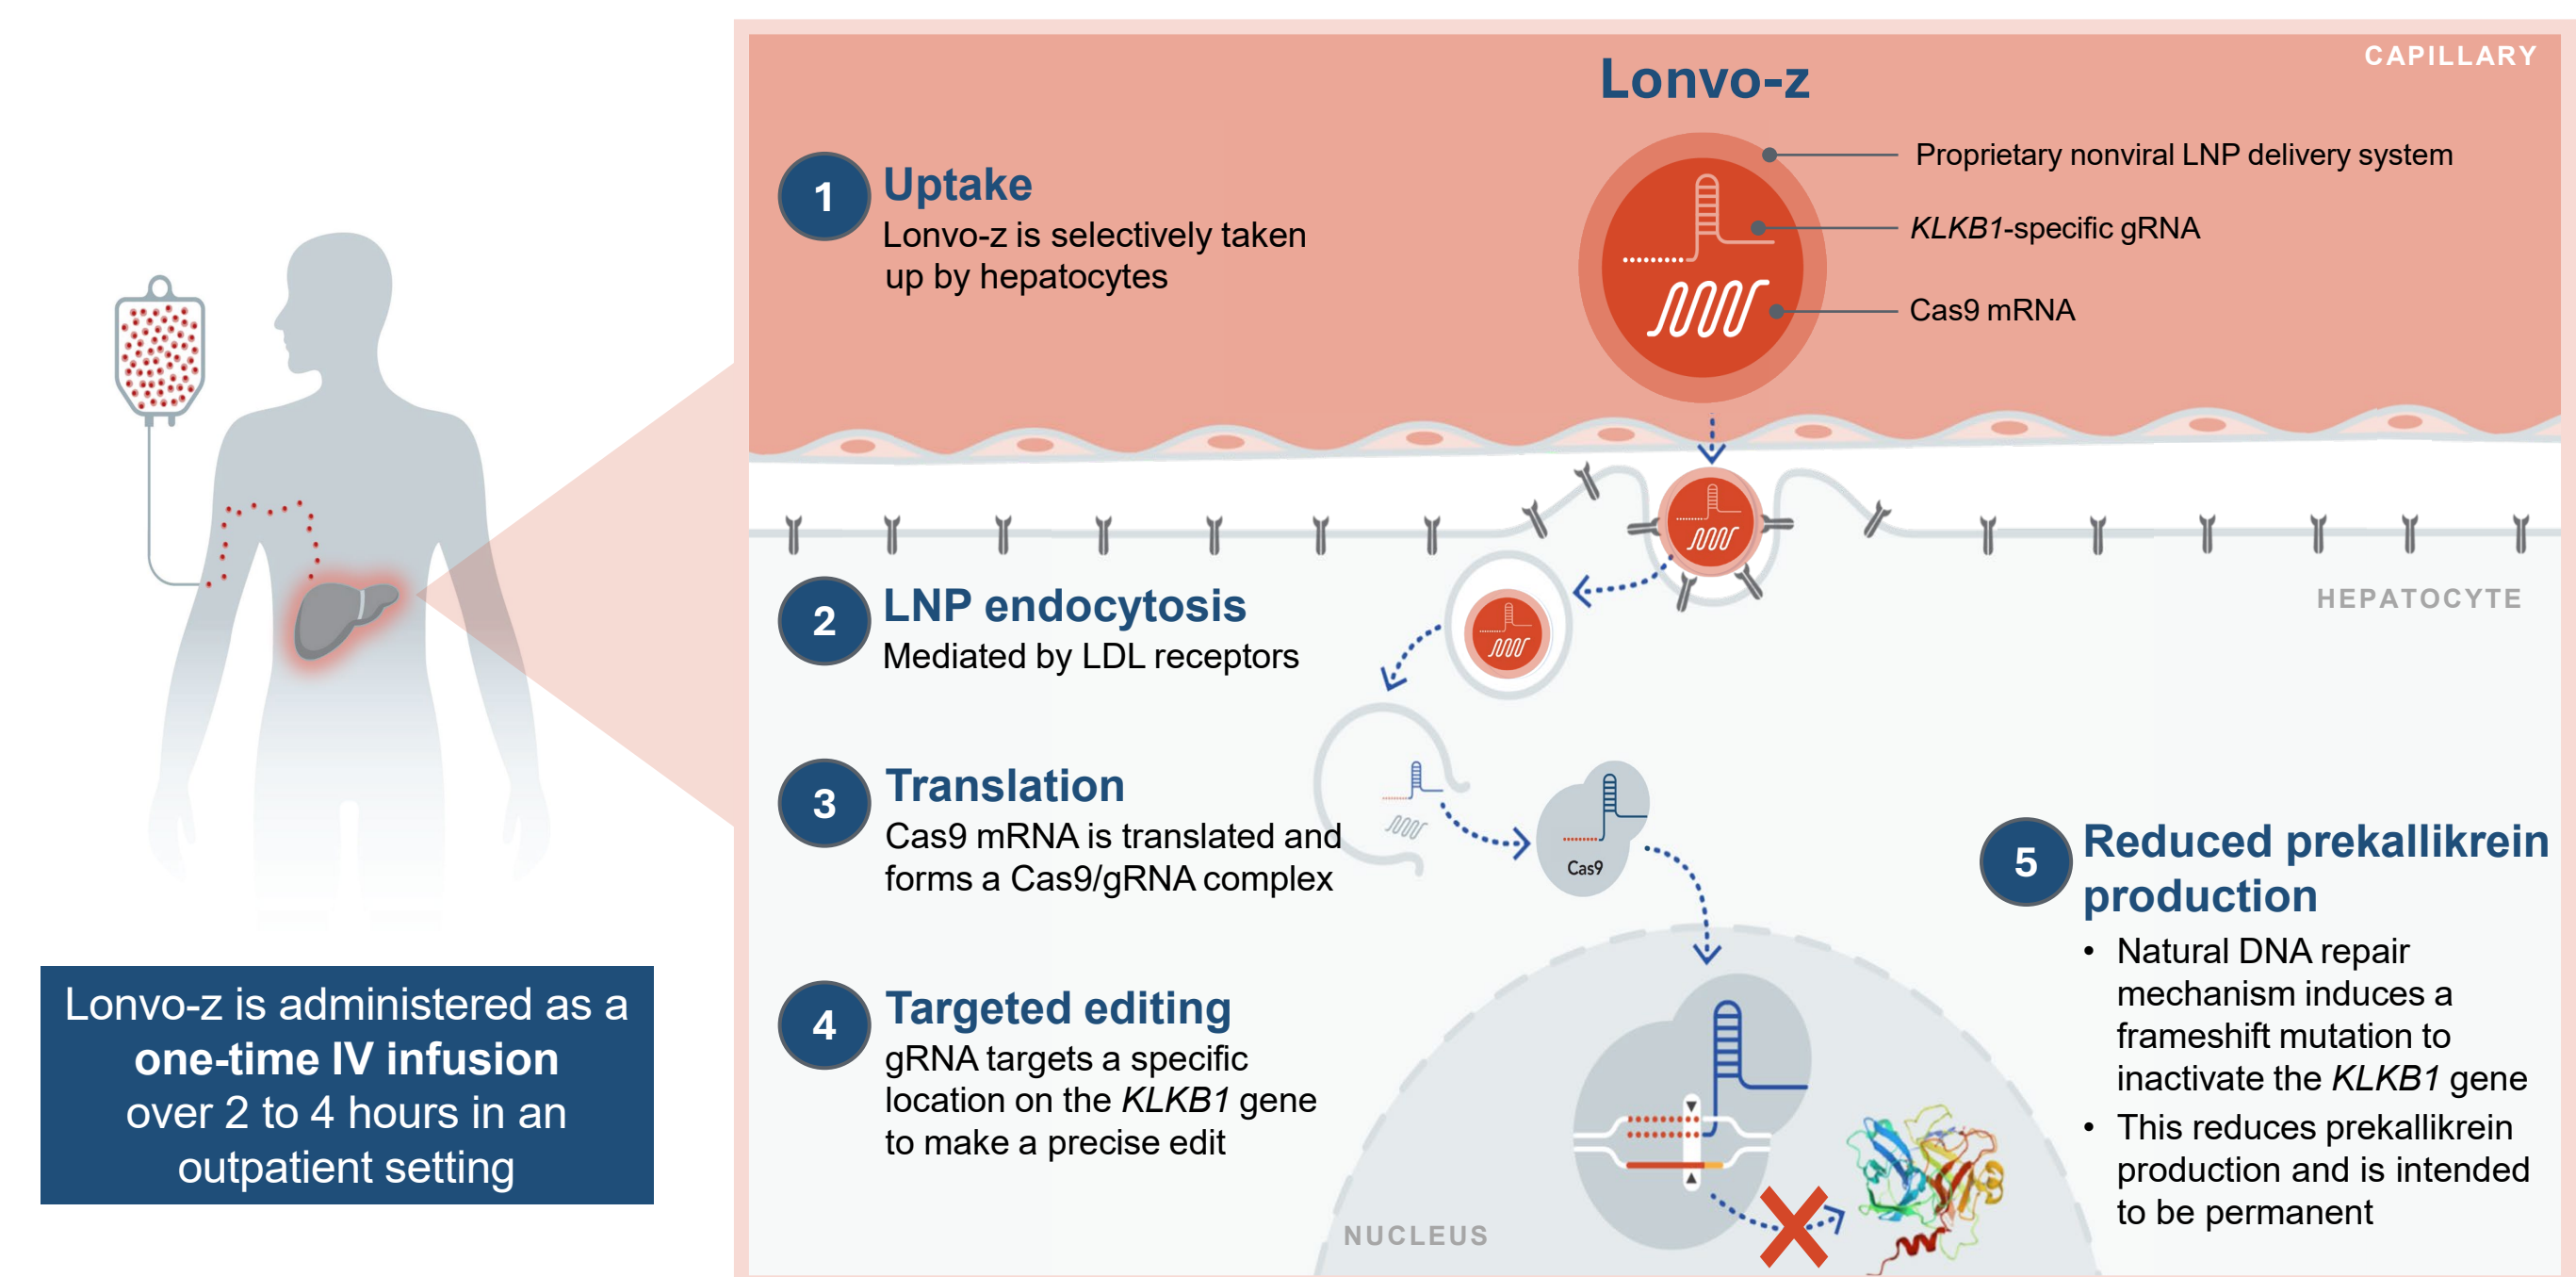 CAPILLARY
Lonvo-z
Proprietary nonviral LNP delivery system
KLKB1-specific gRNA
Cas9 mRNA
1
Uptake
Lonvo-z is selectively taken
up by hepatocytes
HEPATOCYTE
2
LNP endocytosis
Mediated by LDL receptors
3
Translation
Cas9 mRNA is translated and
forms a Cas9/gRNA complex
Cas9
4
Targeted editing
gRNA targets a specific
location on the KLKB1 gene
to make a precise edit
NUCLEUS
5
Reduced prekallikrein
production
• Natural DNA repair
mechanism induces a
frameshift mutation to
inactivate the KLKB1 gene
• This reduces prekallikrein
production and is intended
to be permanent
Lonvo-z is administered as a
one-time IV infusion
over 2 to 4 hours in an
outpatient setting